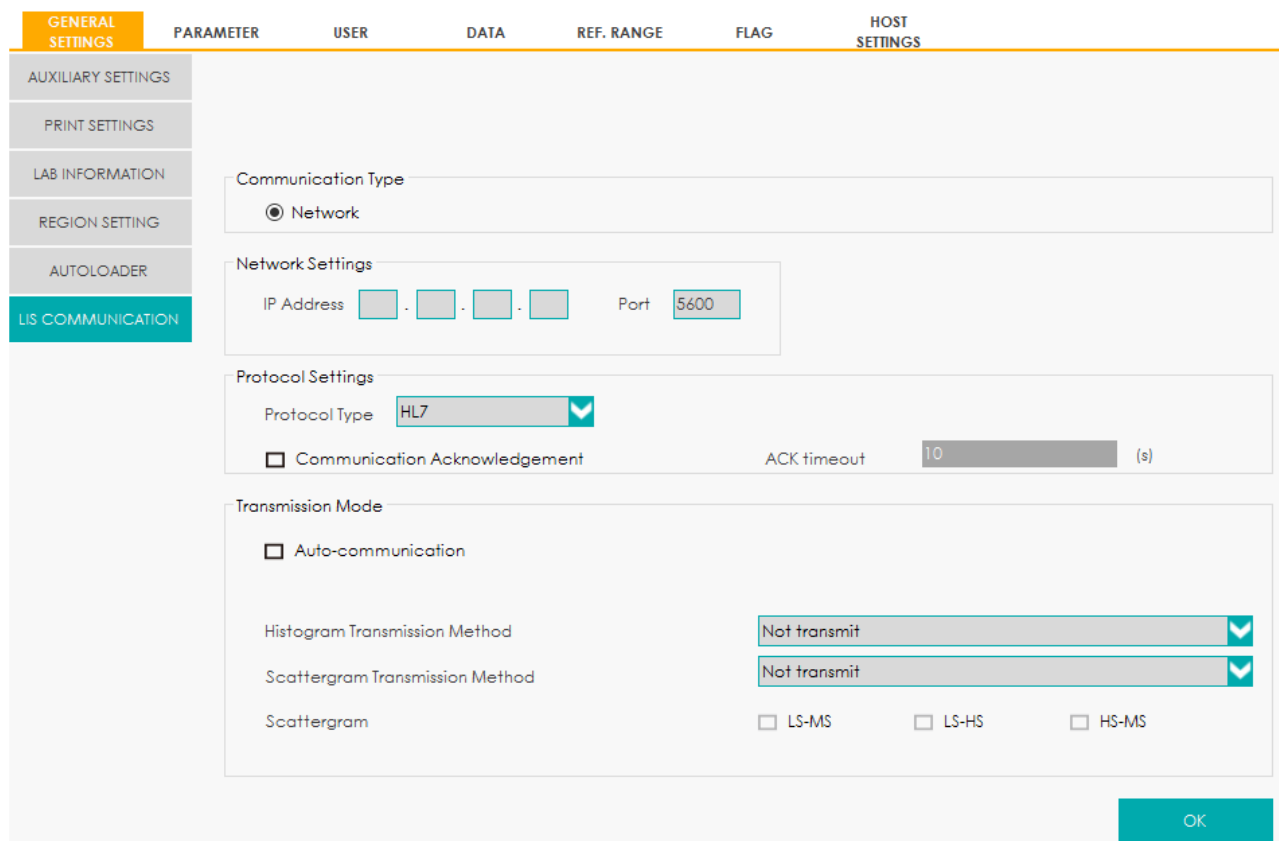 GENERAL SETTINGS PARAMETER USER DATA REF. RANGE FLAG HOST SETTINGS
AUXILIARY SETTINGS
PRINT SETTINGS
LAB INFORMATION
REGION SETTING
AUTOLOADER
LIS COMMUNICATION
Communication Type
Network
Network Settings
IP Address . . . Port 5600
Protocol Settings
Protocol Type HL7
Communication Acknowledgement ACK timeout 10 (s)
Transmission Mode
Auto-communication
Histogram Transmission Method Not transmit
Scattergram Transmission Method Not transmit
Scattergram LS-MS LS-HS HS-MS
OK